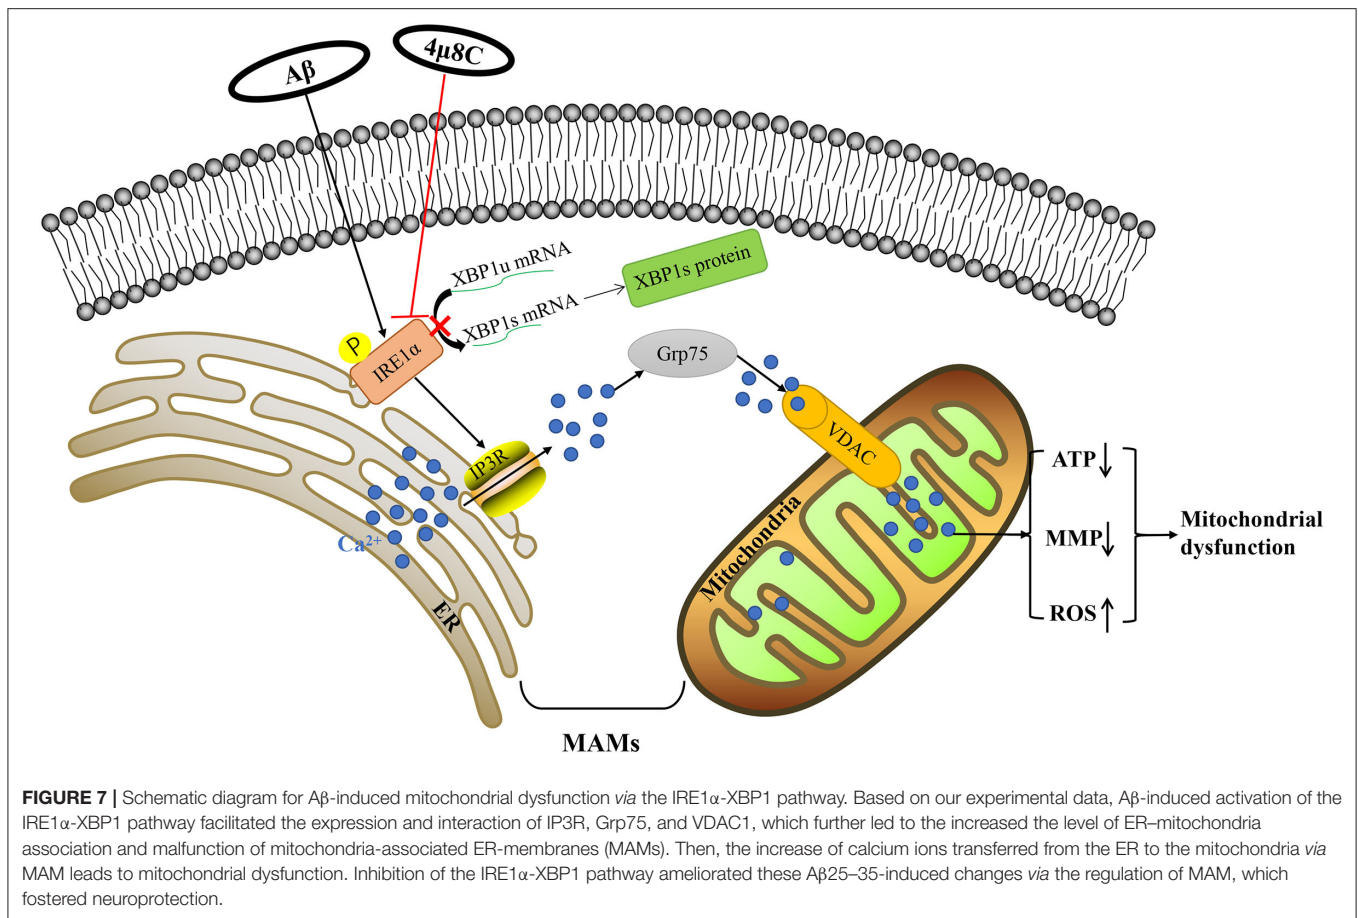 Aβ
4µ8C
XBP1u mRNA
XBP1s mRNA
XBP1s protein
P
IRE1α
Grp75
IP3R
VDAC
Ca²⁺
ER
Mitochondria
ATP
MMP
ROS
Mitochondrial
dysfunction
MAMs
FIGURE 7 | Schematic diagram for Aβ-induced mitochondrial dysfunction via the IRE1α-XBP1 pathway. Based on our experimental data, Aβ-induced activation of the
IRE1α-XBP1 pathway facilitated the expression and interaction of IP3R, Grp75, and VDAC1, which further led to the increased the level of ER–mitochondria
association and malfunction of mitochondria-associated ER-membranes (MAMs). Then, the increase of calcium ions transferred from the ER to the mitochondria via
MAM leads to mitochondrial dysfunction. Inhibition of the IRE1α-XBP1 pathway ameliorated these Aβ25–35-induced changes via the regulation of MAM, which
fostered neuroprotection.